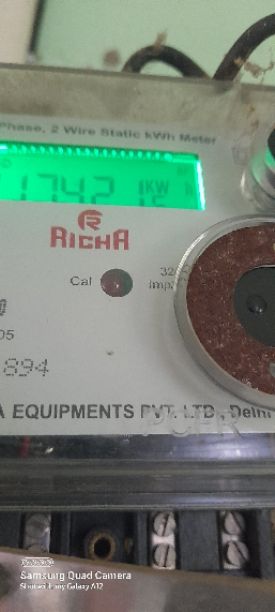 Phase, 2 Wire Static kWh Meter
KW
h
RICHA
Cal
32
imp/
05
894
A EQUIPMENTS PVT. LTD., Delhi
Samsung Quad Camera
Shot with my Galaxy A12